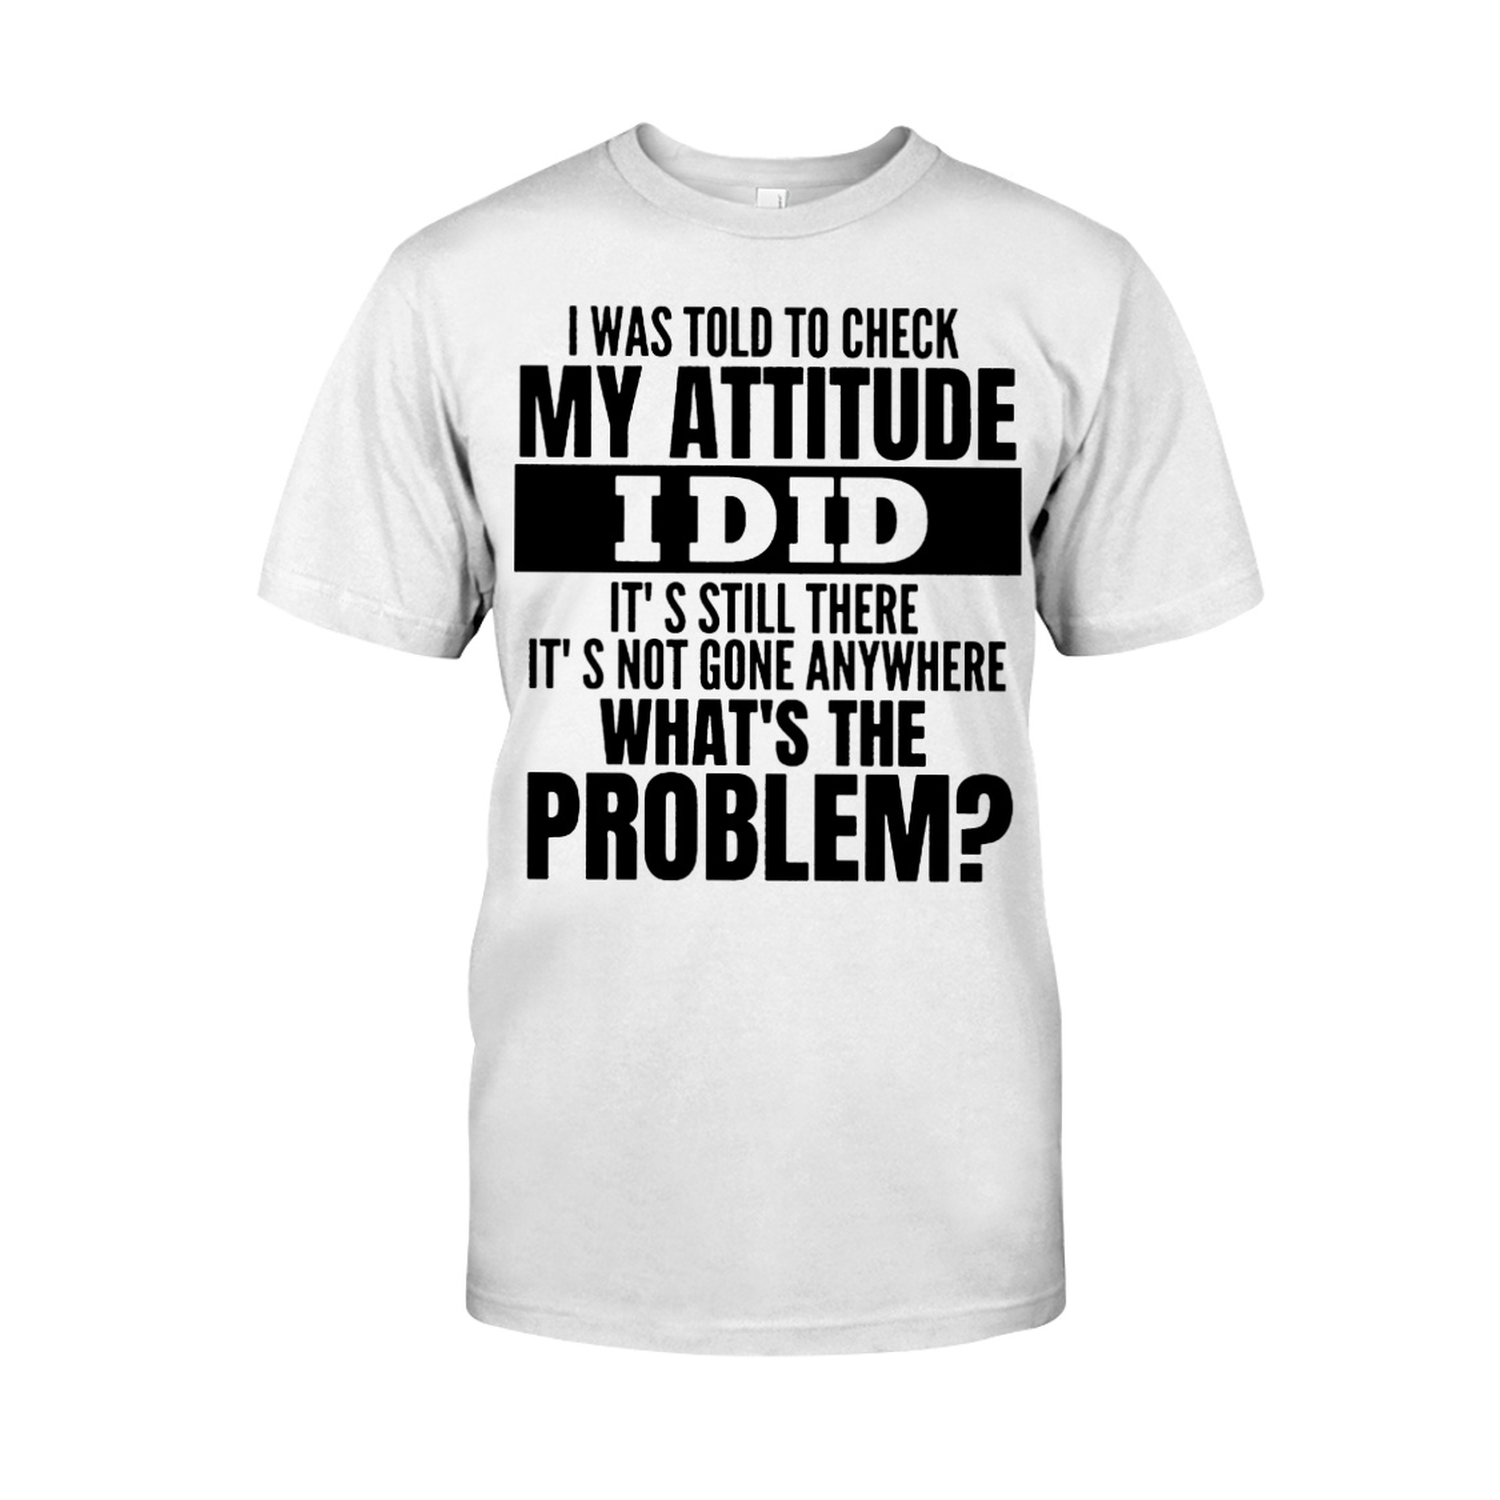 I WAS TOLD TO CHECK
MY ATTITUDE
I DID
IT' S STILL THERE
IT' S NOT GONE ANYWHERE
WHAT'S THE
PROBLEM?